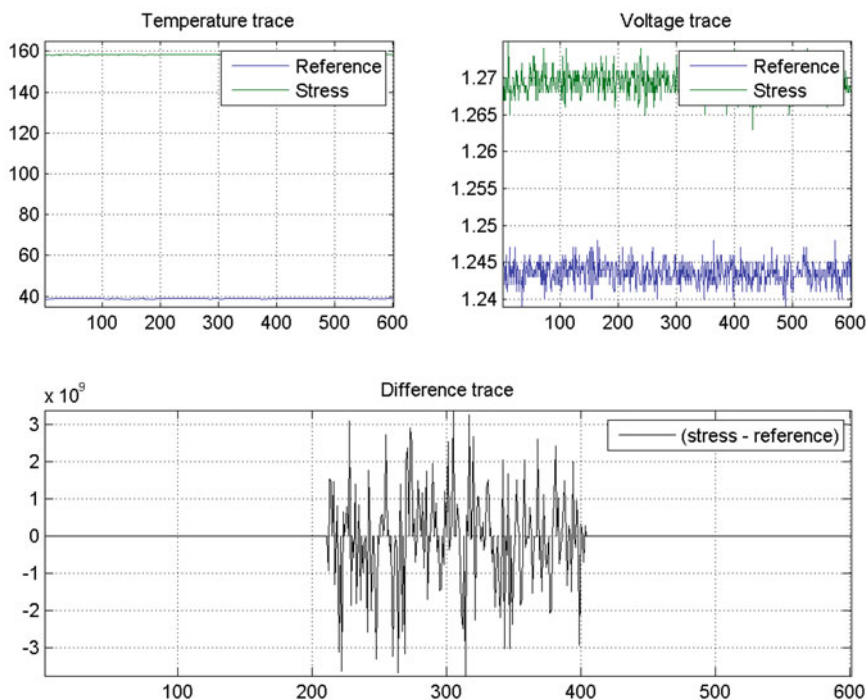 Temperature trace
160
140
120
100
80
60
40
100 200 300 400 500 600
Reference
Stress
Voltage trace
1.27
1.265
1.26
1.255
1.25
1.245
1.24
100 200 300 400 500 600
Reference
Stress
x 10^9
Difference trace
3
2
1
0
-1
-2
-3
100 200 300 400 500 600
(stress - reference)